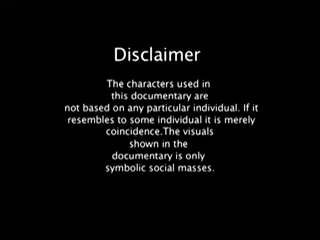 Disclaimer
The characters used in
this documentary are
not based on any particular individual. If it
resembles to some individual it is merely
coincidence.The visuals
shown in the
documentary is only
symbolic social masses.